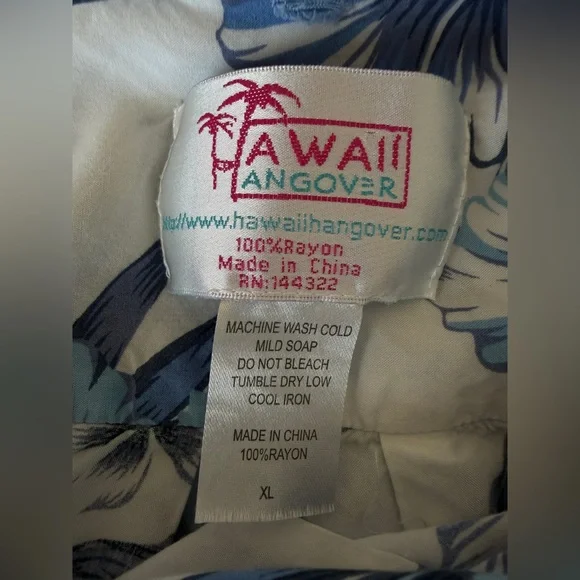 HAWAII
HANGOVER
http://www.hawaiihangover.com
100%Rayon
Made in China
RN:144322
MACHINE WASH COLD
MILD SOAP
DO NOT BLEACH
TUMBLE DRY LOW
COOL IRON
MADE IN CHINA
100%RAYON
XL